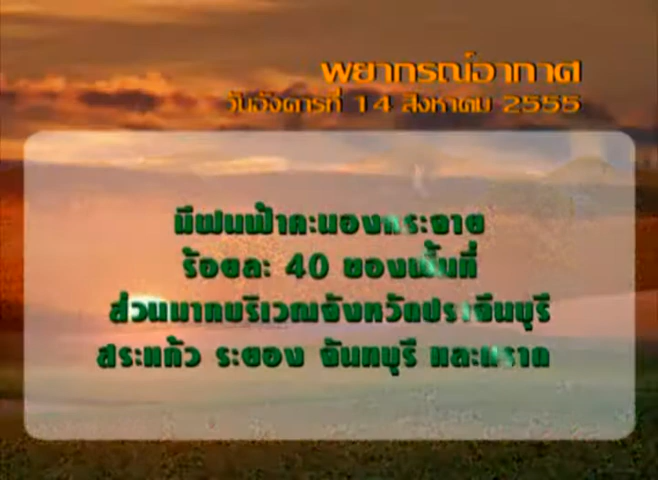 พยากรณ์อากาศ
วันอังคารที่ 14 สิงหาคม 2555
มีฝนฟ้าคะนองกระจาย
ร้อยละ 40 ของพื้นที่
ส่วนมากบริเวณจังหวัดปราจีนบุรี
สระแก้ว ระยอง จันทบุรี และตราด